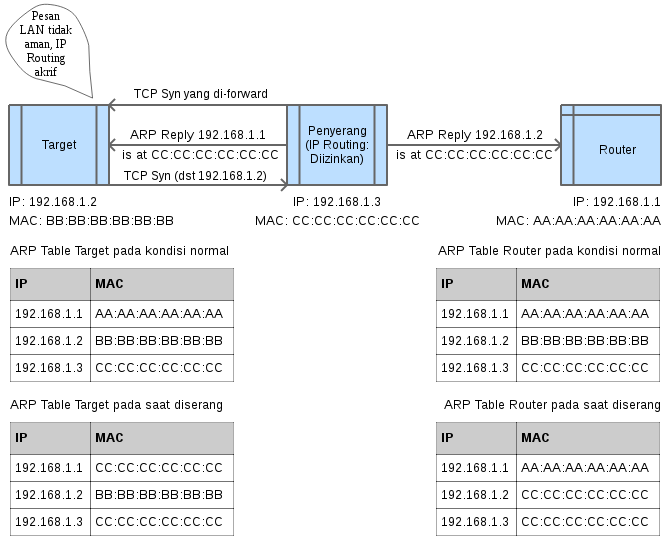 Pesan
LAN tidak
aman, IP
Routing
akrif
TCP Syn yang di-forward
Target
ARP Reply 192.168.1.1
is at CC:CC:CC:CC:CC:CC
TCP Syn (dst 192.168.1.2)
Penyerang
(IP Routing:
Diizinkan)
ARP Reply 192.168.1.2
is at CC:CC:CC:CC:CC:CC
Router
IP: 192.168.1.2
MAC: BB:BB:BB:BB:BB:BB
IP: 192.168.1.3
MAC: CC:CC:CC:CC:CC:CC
IP: 192.168.1.1
MAC: AA:AA:AA:AA:AA:AA
ARP Table Target pada kondisi normal
IP MAC
192.168.1.1 AA:AA:AA:AA:AA:AA
192.168.1.2 BB:BB:BB:BB:BB:BB
192.168.1.3 CC:CC:CC:CC:CC:CC
ARP Table Router pada kondisi normal
IP MAC
192.168.1.1 AA:AA:AA:AA:AA:AA
192.168.1.2 BB:BB:BB:BB:BB:BB
192.168.1.3 CC:CC:CC:CC:CC:CC
ARP Table Target pada saat diserang
IP MAC
192.168.1.1 CC:CC:CC:CC:CC:CC
192.168.1.2 BB:BB:BB:BB:BB:BB
192.168.1.3 CC:CC:CC:CC:CC:CC
ARP Table Router pada saat diserang
IP MAC
192.168.1.1 AA:AA:AA:AA:AA:AA
192.168.1.2 CC:CC:CC:CC:CC:CC
192.168.1.3 CC:CC:CC:CC:CC:CC